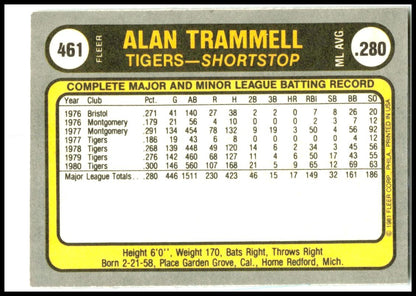 461
FLEER
ALAN TRAMMELL
TIGERS—SHORTSTOP
ML AVG
.280
COMPLETE MAJOR AND MINOR LEAGUE BATTING RECORD
Year Club Pct. G AB R H 2B 3B HR RBI SB BB SO
1976 Bristol .271 41 140 27 38 2 2 0 7 8 26 20
1976 Montgomery .179 21 56 4 10 0 0 0 2 3 7 12
1977 Montgomery .291 134 454 78 132 9 19 3 50 4 56 92
1977 Tigers .186 19 43 6 8 0 0 0 0 0 4 12
1978 Tigers .268 139 448 49 120 14 6 2 34 3 45 56
1979 Tigers .276 142 460 68 127 11 4 6 50 17 43 55
1980 Tigers .300 146 560 107 168 21 5 9 65 12 69 63
Major League Totals... .280 446 1511 230 423 46 15 17 149 32 161 186
Height 6'0", Weight 170, Bats Right, Throws Right
Born 2-21-58, Place Garden Grove, Cal., Home Redford, Mich.
© 1981 FLEER CORP. PHILA. PRINTED IN USA